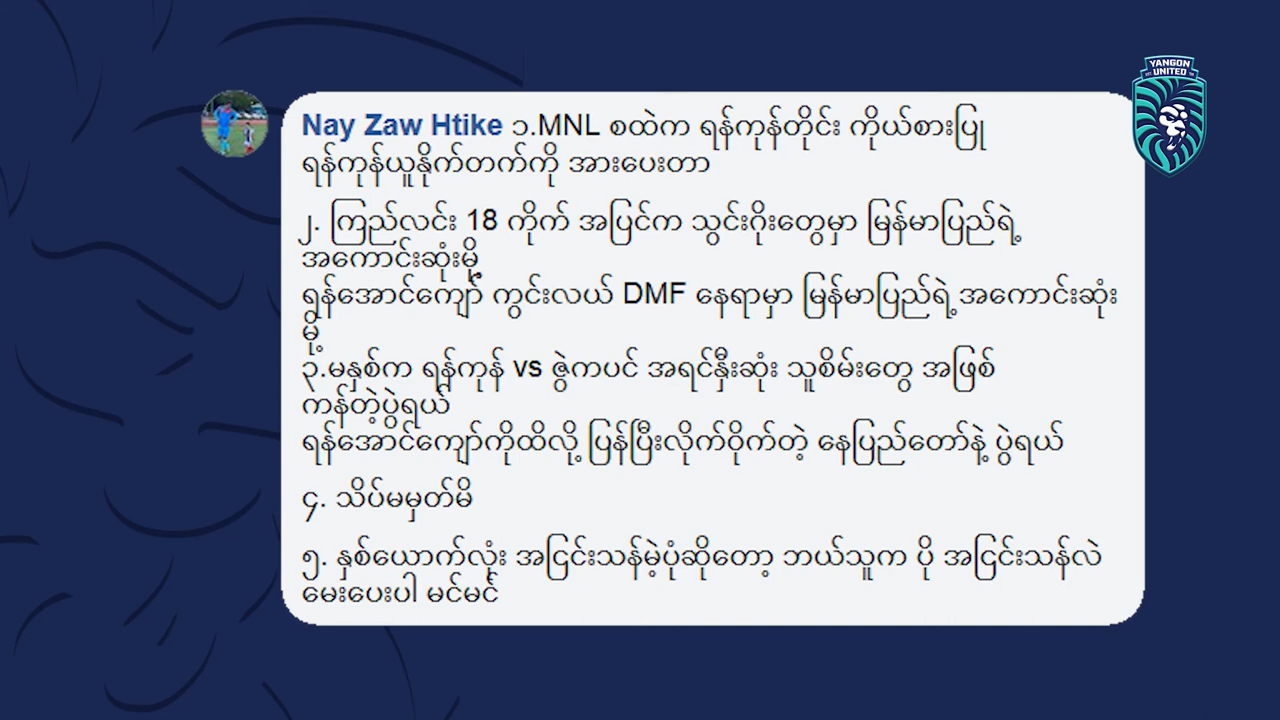 YANGON
UNITED
Nay Zaw Htike ၁.MNL စထဲက ရန်ကုန်တိုင်း ကိုယ်စားပြု
ရန်ကုန်ယူနိုက်တက်ကို အားပေးတာ
၂. ကြည်လင်း 18 ကိုက် အပြင်က သွင်းဂိုးတွေမှာ မြန်မာပြည်ရဲ့
အကောင်းဆုံးမို့
ရန်အောင်ကျော် ကွင်းလယ် DMF နေရာမှာ မြန်မာပြည်ရဲ့ အကောင်းဆုံး
မို့
၃.မနှစ်က ရန်ကုန် vs ဇွဲကပင် အရင်နှီးဆုံး သူစိမ်းတွေ အဖြစ်
ကန်တဲ့ပွဲရယ်
ရန်အောင်ကျော်ကိုထိလို့ ပြန်ပြီးလိုက်ဝိုက်တဲ့ နေပြည်တော်နဲ့ ပွဲရယ်
၄. သိပ်မမှတ်မိ
၅. နှစ်ယောက်လုံး အငြင်းသန်မဲ့ပုံဆိုတော့ ဘယ်သူက ပို အငြင်းသန်လဲ
မေးပေးပါ မင်မင်